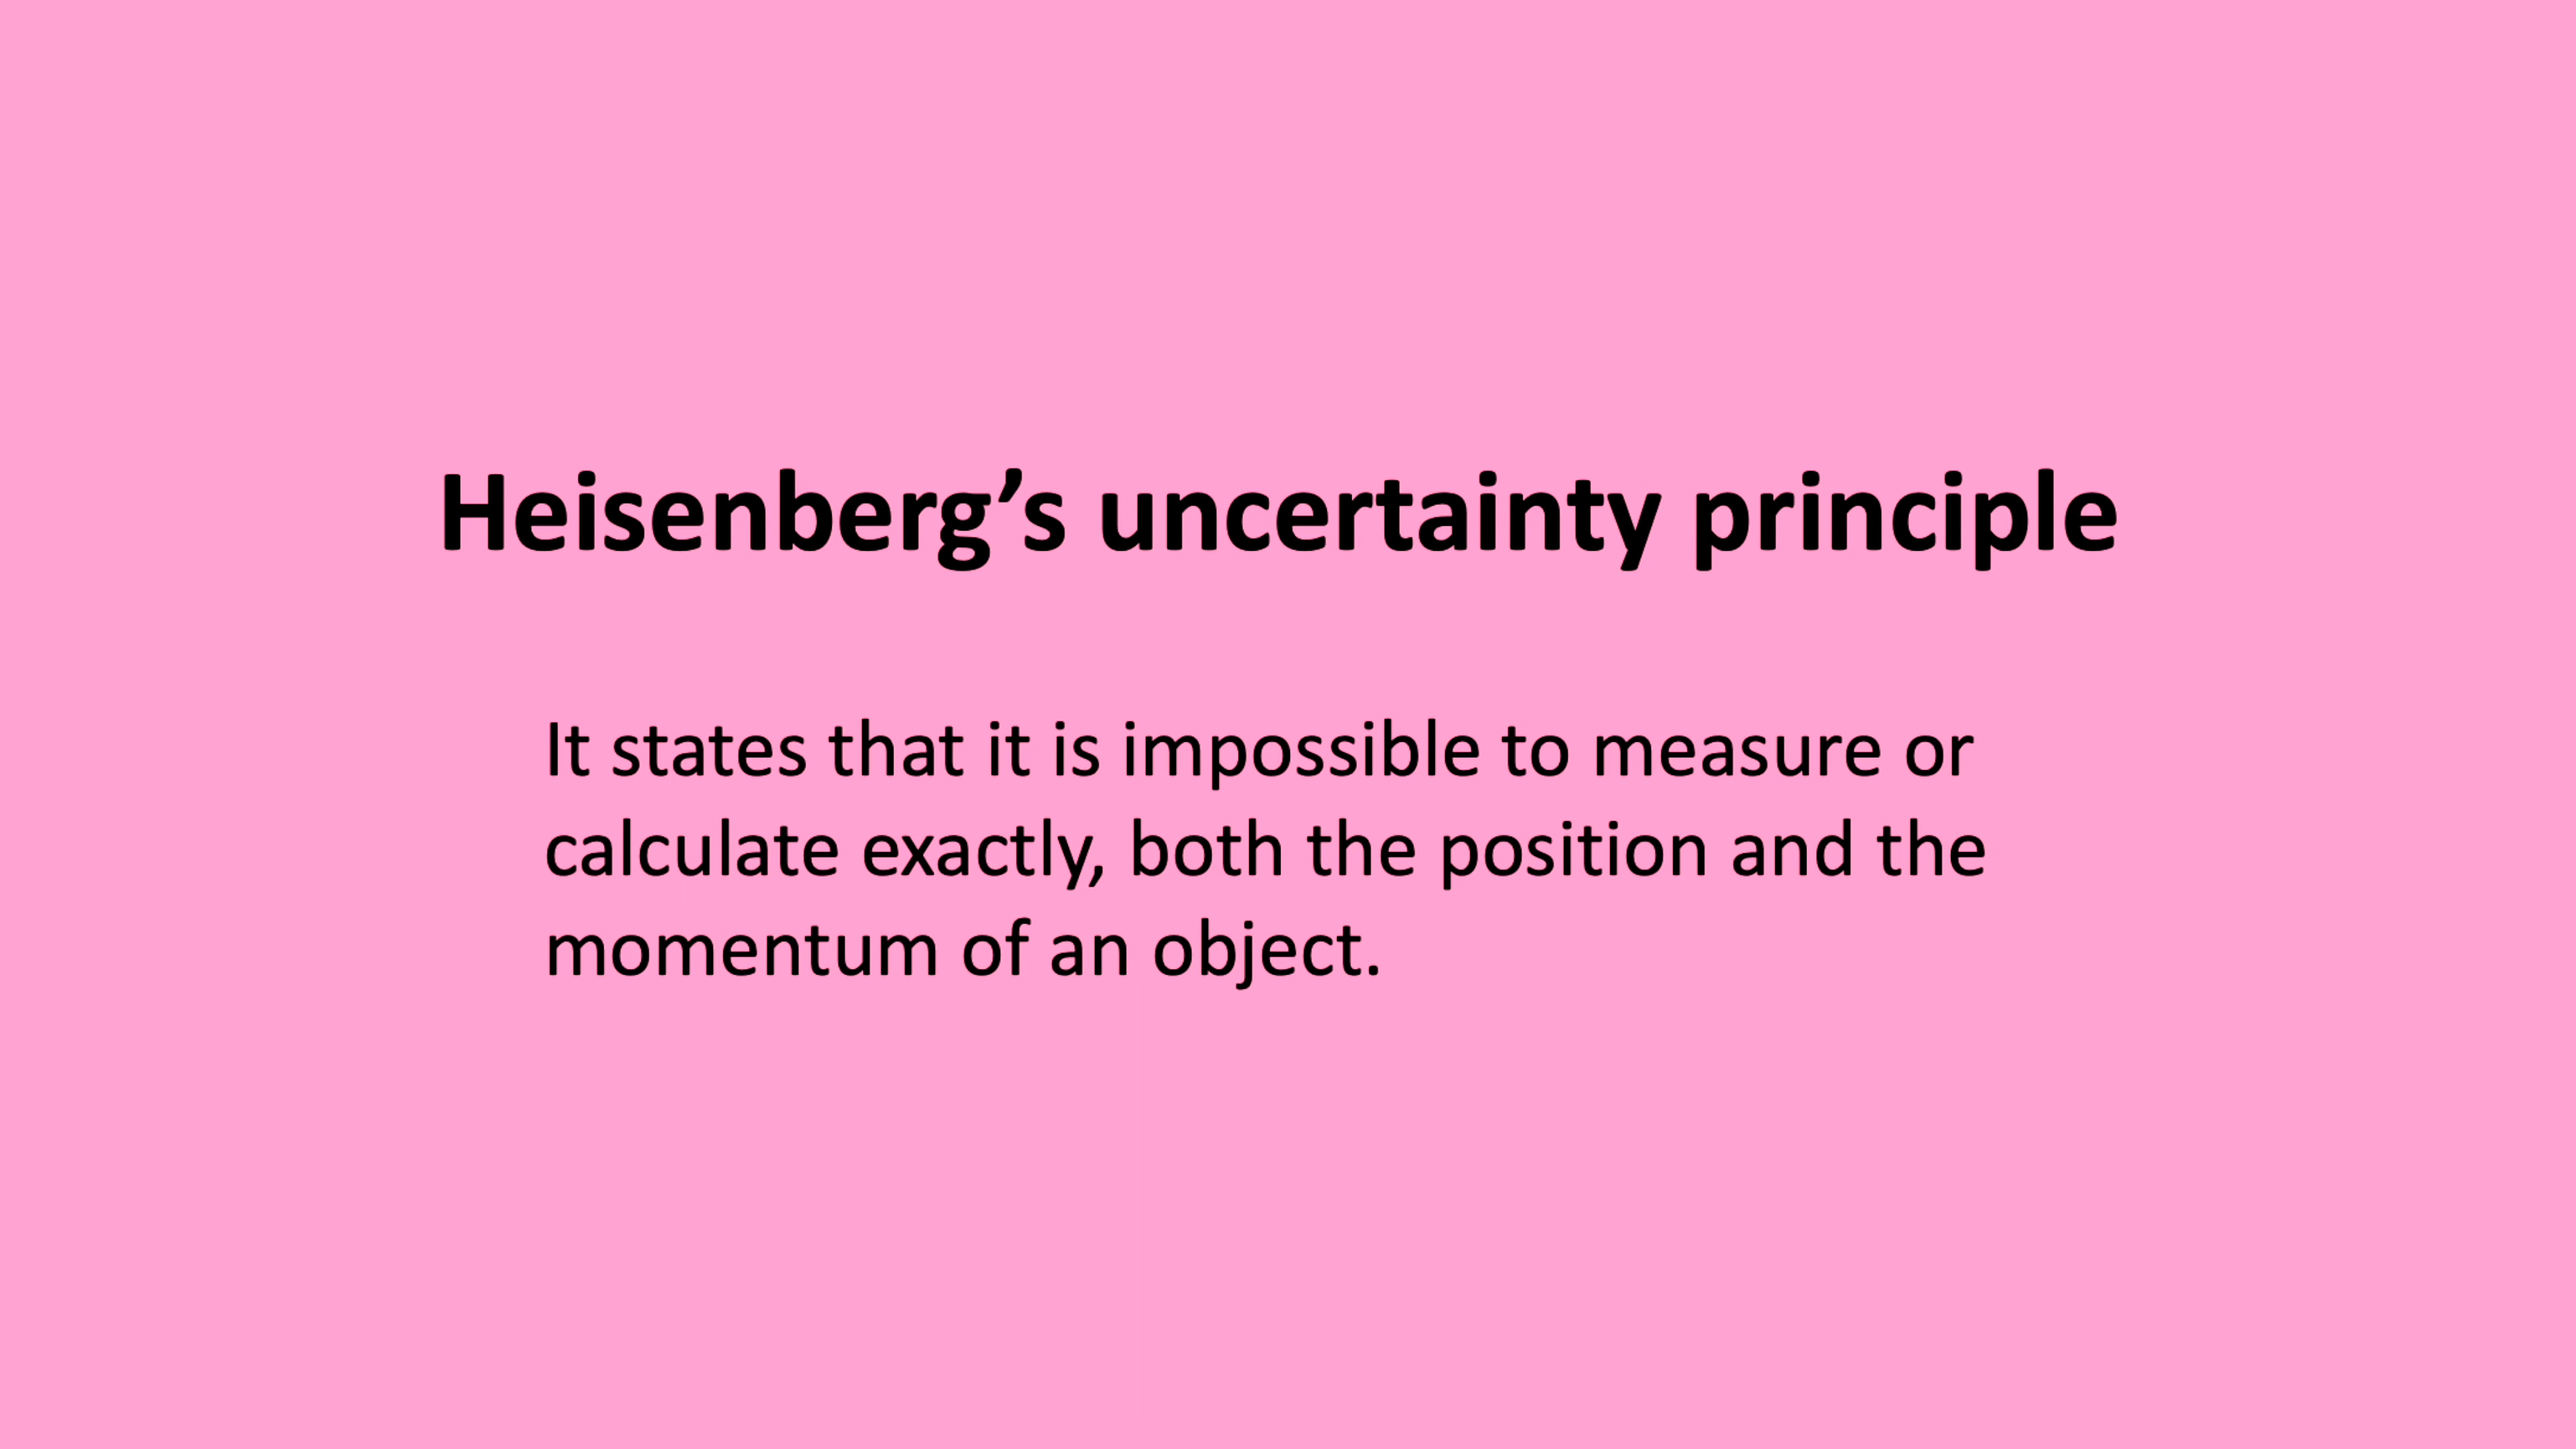 Heisenberg’s uncertainty principle
It states that it is impossible to measure or
calculate exactly, both the position and the
momentum of an object.